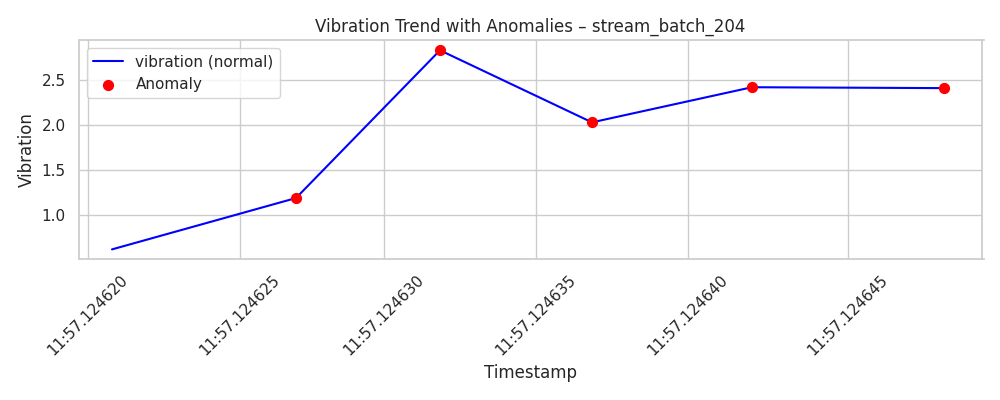 Vibration Trend with Anomalies – stream_batch_204
vibration (normal)
Anomaly
Vibration
2.5
2.0
1.5
1.0
11:57.124620
11:57.124625
11:57.124630
11:57.124635
11:57.124640
11:57.124645
Timestamp